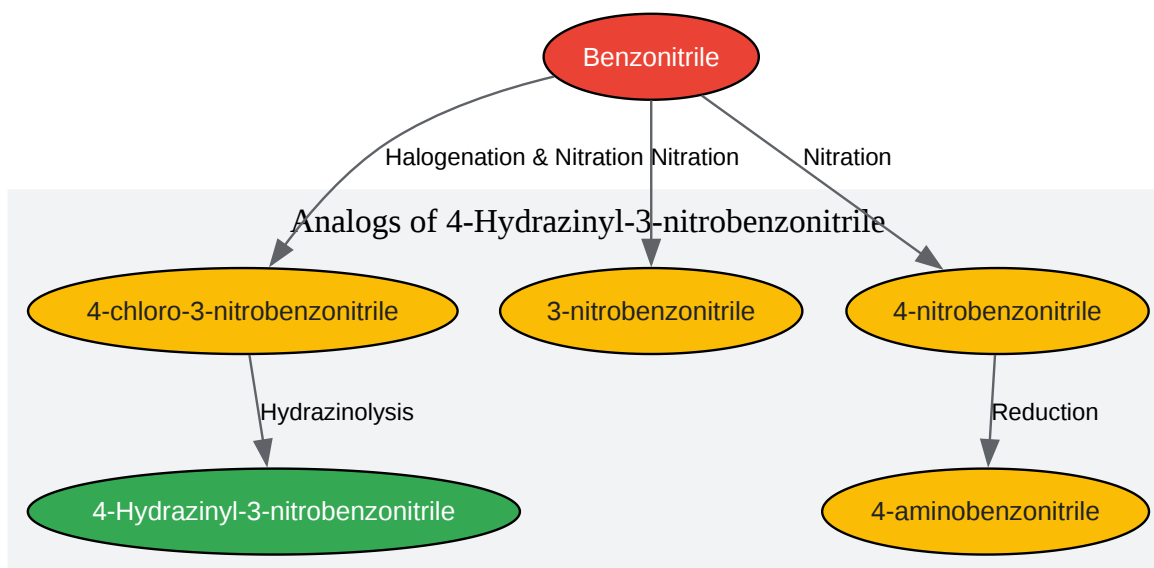 Benzonitrile
Halogenation & Nitration
Nitration
Nitration
Analogs of 4-Hydrazinyl-3-nitrobenzonitrile
4-chloro-3-nitrobenzonitrile
3-nitrobenzonitrile
4-nitrobenzonitrile
Hydrazinolysis
Reduction
4-Hydrazinyl-3-nitrobenzonitrile
4-aminobenzonitrile